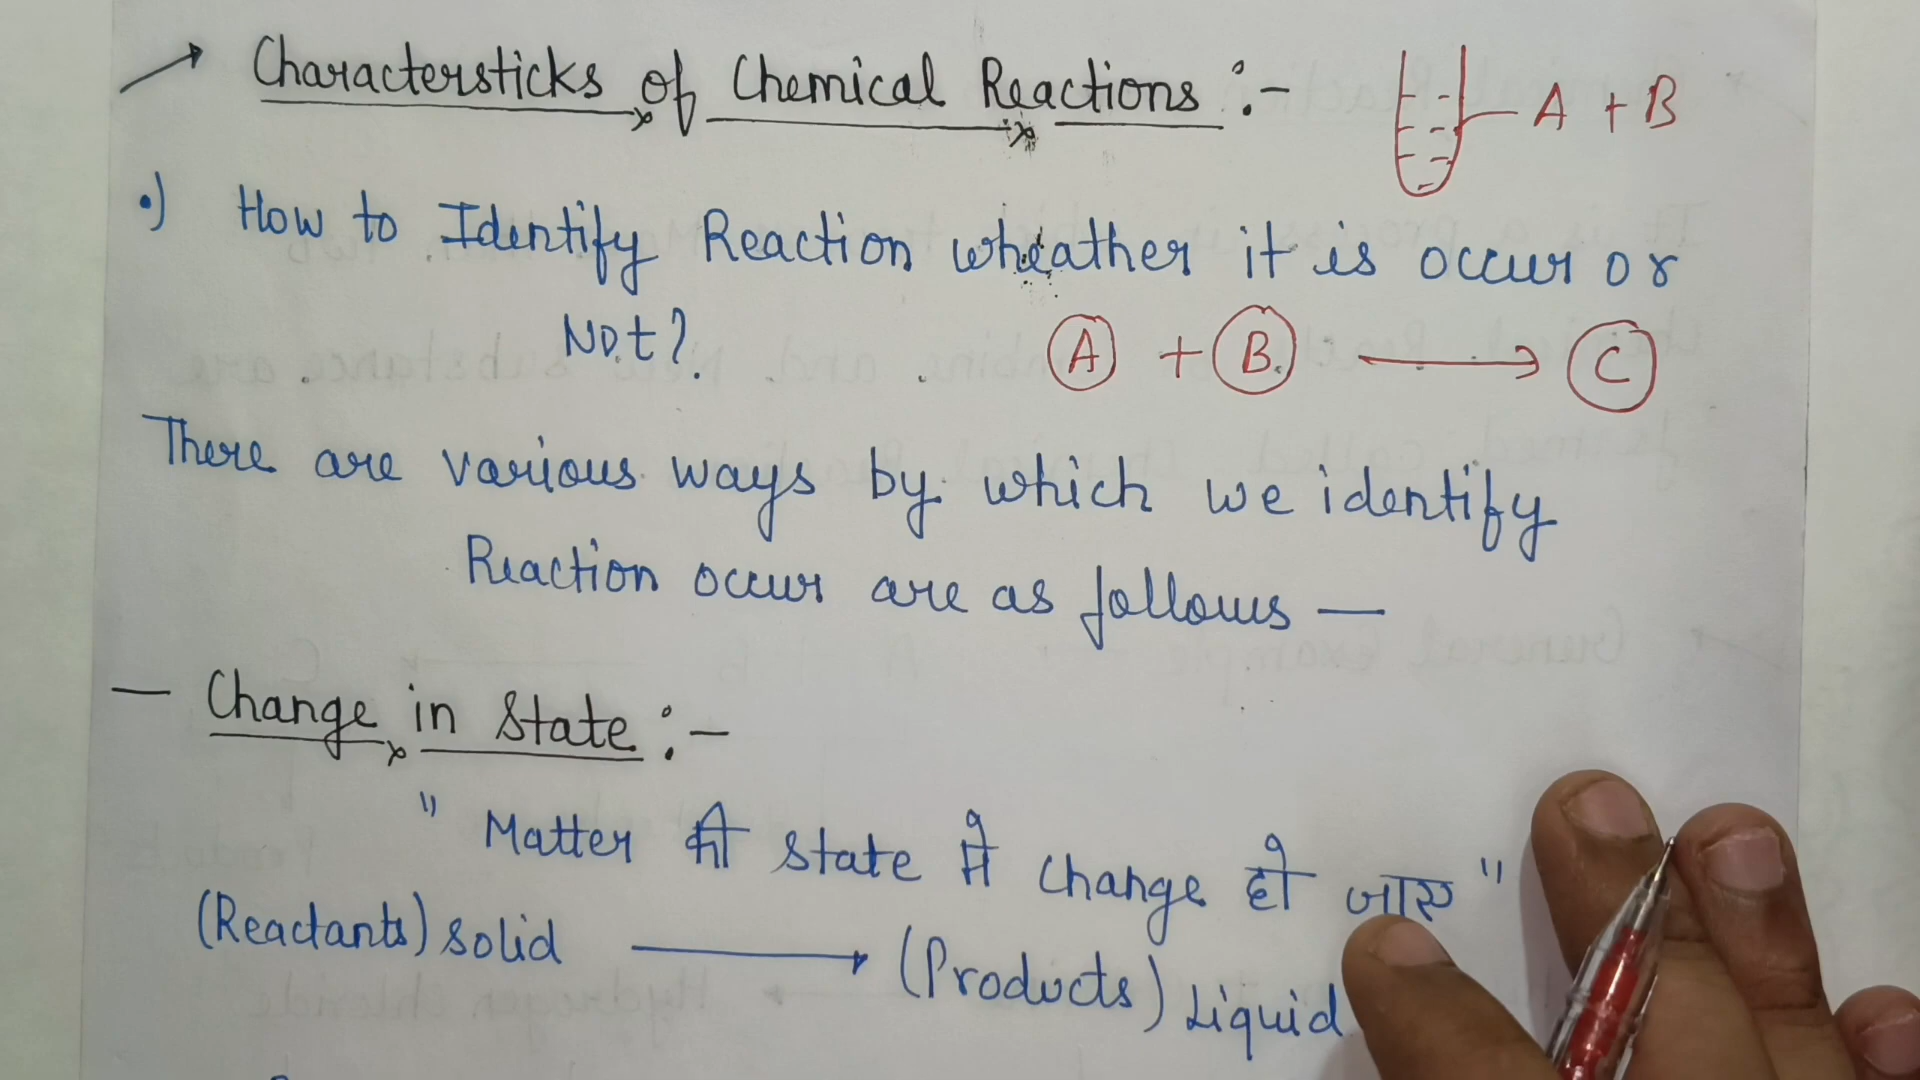 Charactersticks of Chemical Reactions :-
A + B
•) How to Identify Reaction wheather it is occur or
Not?
A + B → C
There are various ways by which we identify
Reaction occur are as follows —
— Change in State :-
" Matter की state में change हो जाए "
(Reactants) solid → (Products) Liquid